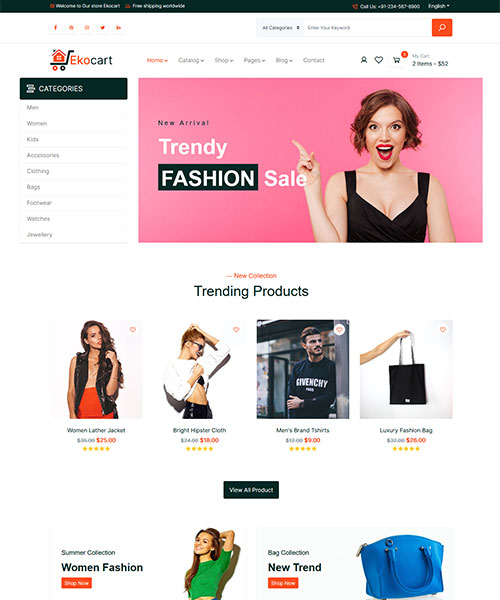 Welcome to Our store Ekocart
Free shipping worldwide
Call Us: +91-234-567-8900
English
All Categories
Enter Your Keyword
Ekocart
Home
Catalog
Shop
Pages
Blog
Contact
2
My Cart
2 Items - $52
CATEGORIES
Men
Women
Kids
Accessories
Clothing
Bags
Footwear
Watches
Jewellery
New Arrival
Trendy
FASHION Sale
New Collection
Trending Products
GIVENCHY
PARIS
Women Lather Jacket
$35.00 $25.00
Bright Hipster Cloth
$24.00 $18.00
Men's Brand Tshirts
$12.00 $9.00
Luxury Fashion Bag
$32.00 $26.00
View All Product
Summer Collection
Women Fashion
Shop Now
Bag Collection
New Trend
Shop Now